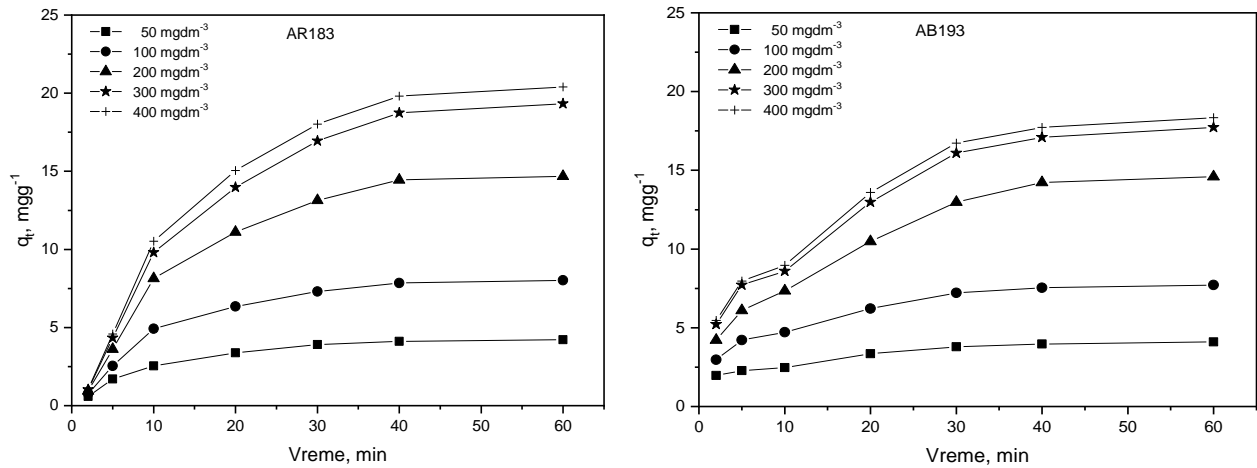 25
20
15
10
5
0
q_t, mgg⁻¹
AR183
50 mgdm⁻³
100 mgdm⁻³
200 mgdm⁻³
300 mgdm⁻³
400 mgdm⁻³
0 10 20 30 40 50 60
Vreme, min
25
20
15
10
5
0
q_t, mgg⁻¹
AB193
50 mgdm⁻³
100 mgdm⁻³
200 mgdm⁻³
300 mgdm⁻³
400 mgdm⁻³
0 10 20 30 40 50 60
Vreme, min